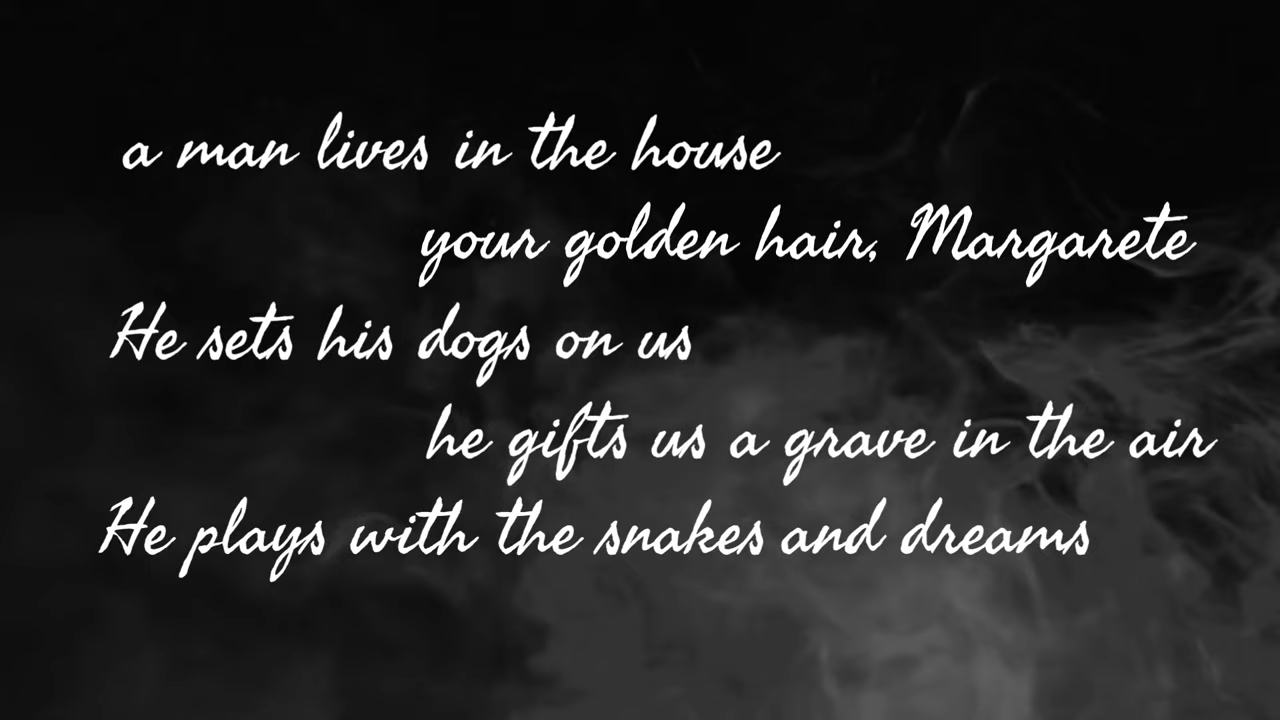 a man lives in the house
your golden hair, Margarete
He sets his dogs on us
he gifts us a grave in the air
He plays with the snakes and dreams